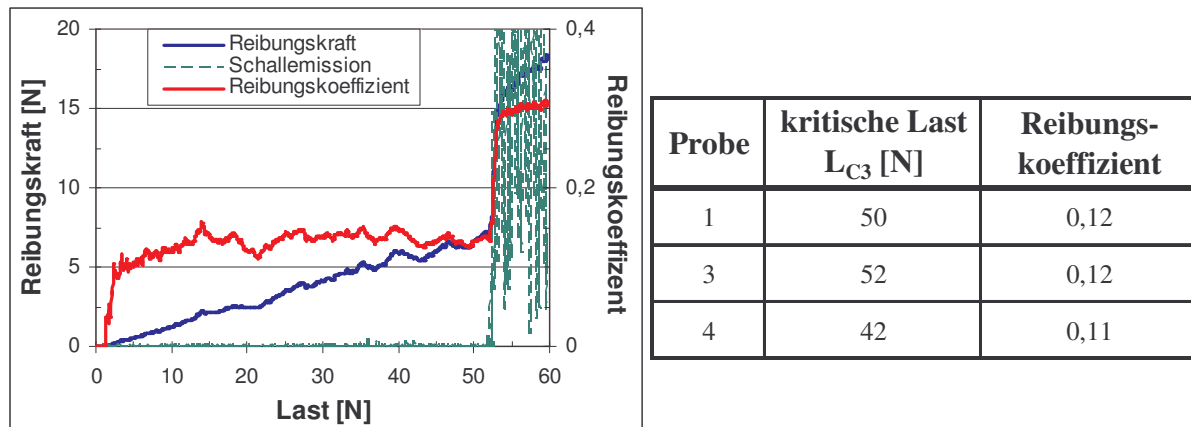 20
15
10
5
0
Reibungskraft [N]
Reibungskraft
Schallemission
Reibungskoeffizient
0,4
0,2
0
Reibungskoeffizent
0 10 20 30 40 50 60
Last [N]
Probe kritische Last L_C3 [N] Reibungs-koeffizient
1 50 0,12
3 52 0,12
4 42 0,11